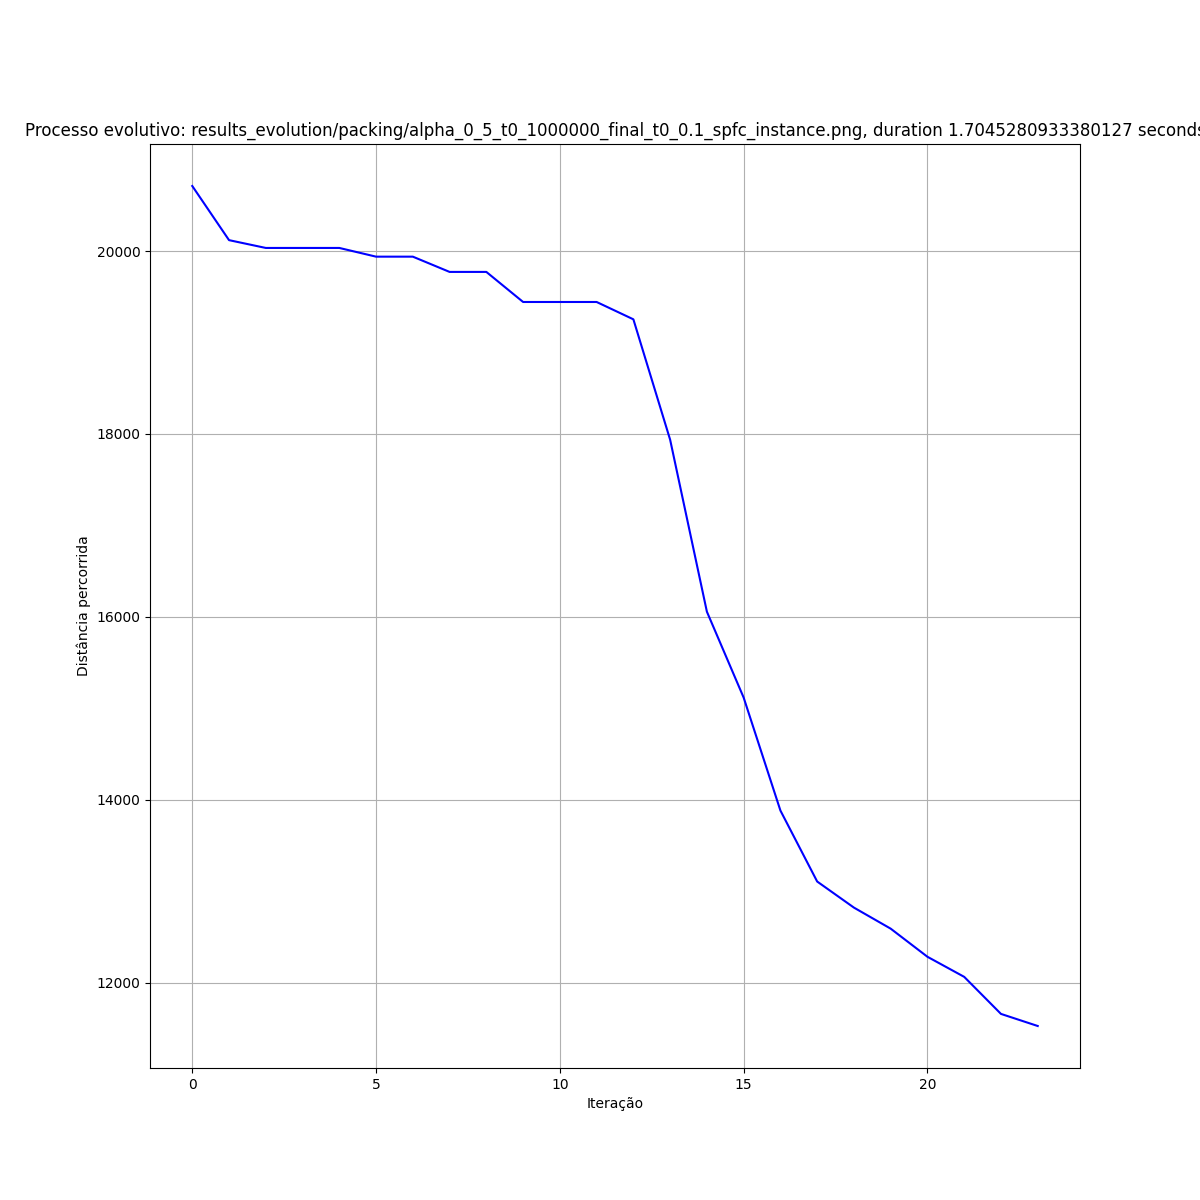 Processo evolutivo: results_evolution/packing/alpha_0_5_t0_1000000_final_t0_0.1_spfc_instance.png, duration 1.7045280933380127 seconds
20000
18000
16000
14000
12000
Distância percorrida
0 5 10 15 20
Iteração